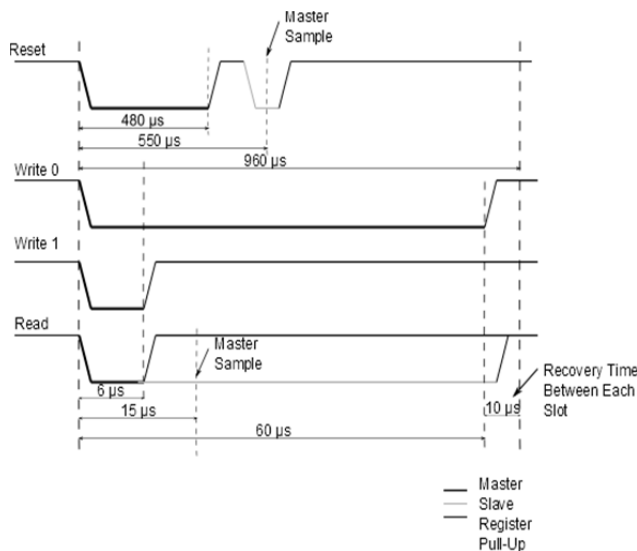 Master
Sample
Reset
480 µs
550 µs
960 µs
Write 0
Write 1
Read
Master
Sample
6 µs
15 µs
60 µs
10 µs
Recovery Time
Between Each
Slot
Master
Slave
Register
Pull-Up